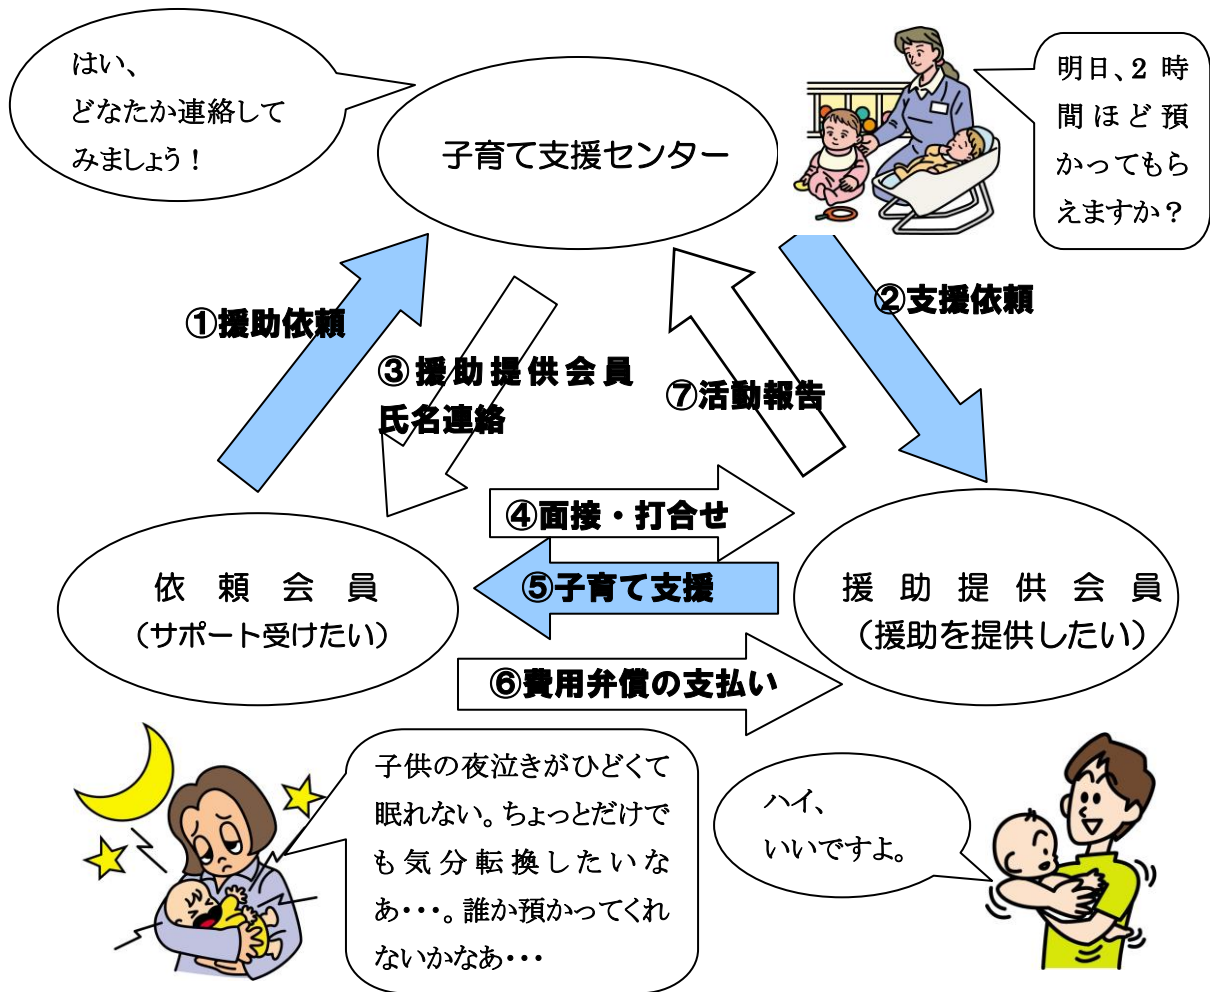 はい、
どなたか連絡して
みましょう！
子育て支援センター
明日、2 時
間ほど預
かってもら
えますか？
①援助依頼
②支援依頼
③援助提供会員
氏名連絡
⑦活動報告
④面接・打合せ
⑤子育て支援
依頼会員
（サポート受けたい）
援助提供会員
（援助を提供したい）
⑥費用弁償の支払い
子供の夜泣きがひどくて
眠れない。ちょっとだけで
も気分転換したいな
あ・・・。誰か預かってくれ
ないかなあ・・・
ハイ、
いいですよ。